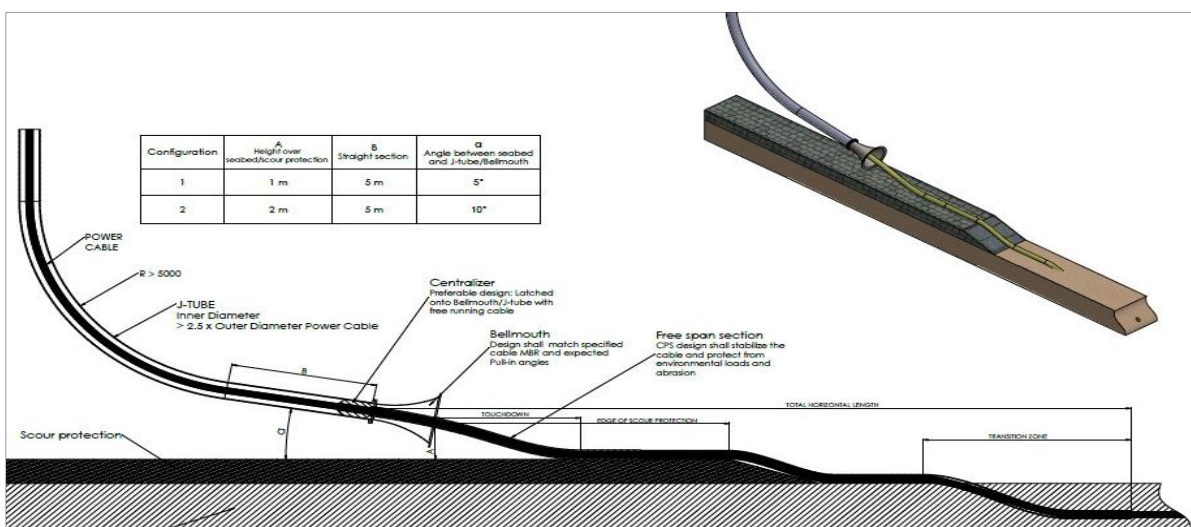 Configuration
A
Height over
seabed/scour protection
B
Straight section
α
Angle between seabed
and J-tube/Bellmouth
1
1 m
5 m
5°
2
2 m
5 m
10°
POWER
CABLE
R > 5000
J-TUBE
Inner Diameter
> 2.5 x Outer Diameter Power Cable
Centralizer
Preferable design: Latched
onto Bellmouth/J-tube with
free running cable
Bellmouth
Design shall match specified
cable MBR and expected
Pull-in angles
Free span section
CPS design shall stabilize the
cable and protect from
environmental loads and
abrasion
B
TOTAL HORIZONTAL LENGTH
TOUCHDOWN
EDGE OF SCOUR PROTECTION
TRANSITION ZONE
α
A
Scour protection